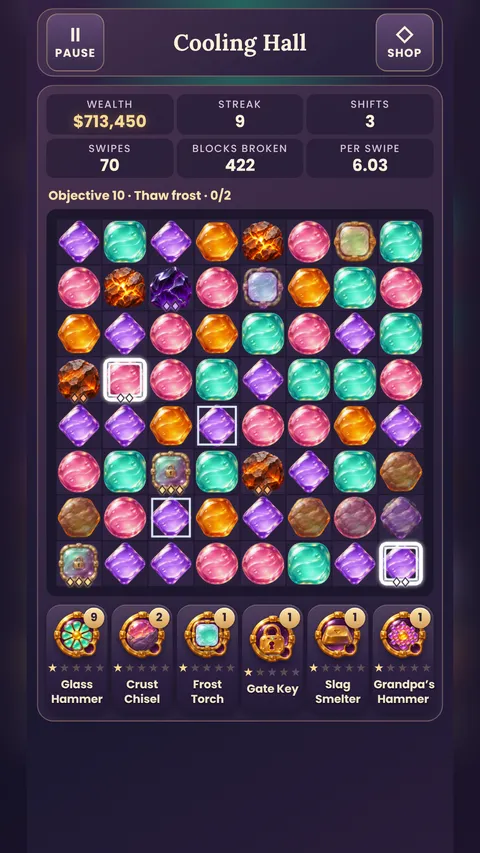 PAUSE
Cooling Hall
SHOP
WEALTH
$713,450
STREAK
9
SHIFTS
3
SWIPES
70
BLOCKS BROKEN
422
PER SWIPE
6.03
Objective 10 · Thaw frost · 0/2
9
2
1
1
1
1
Glass
Hammer
Crust
Chisel
Frost
Torch
Gate Key
Slag
Smelter
Grandpa's
Hammer